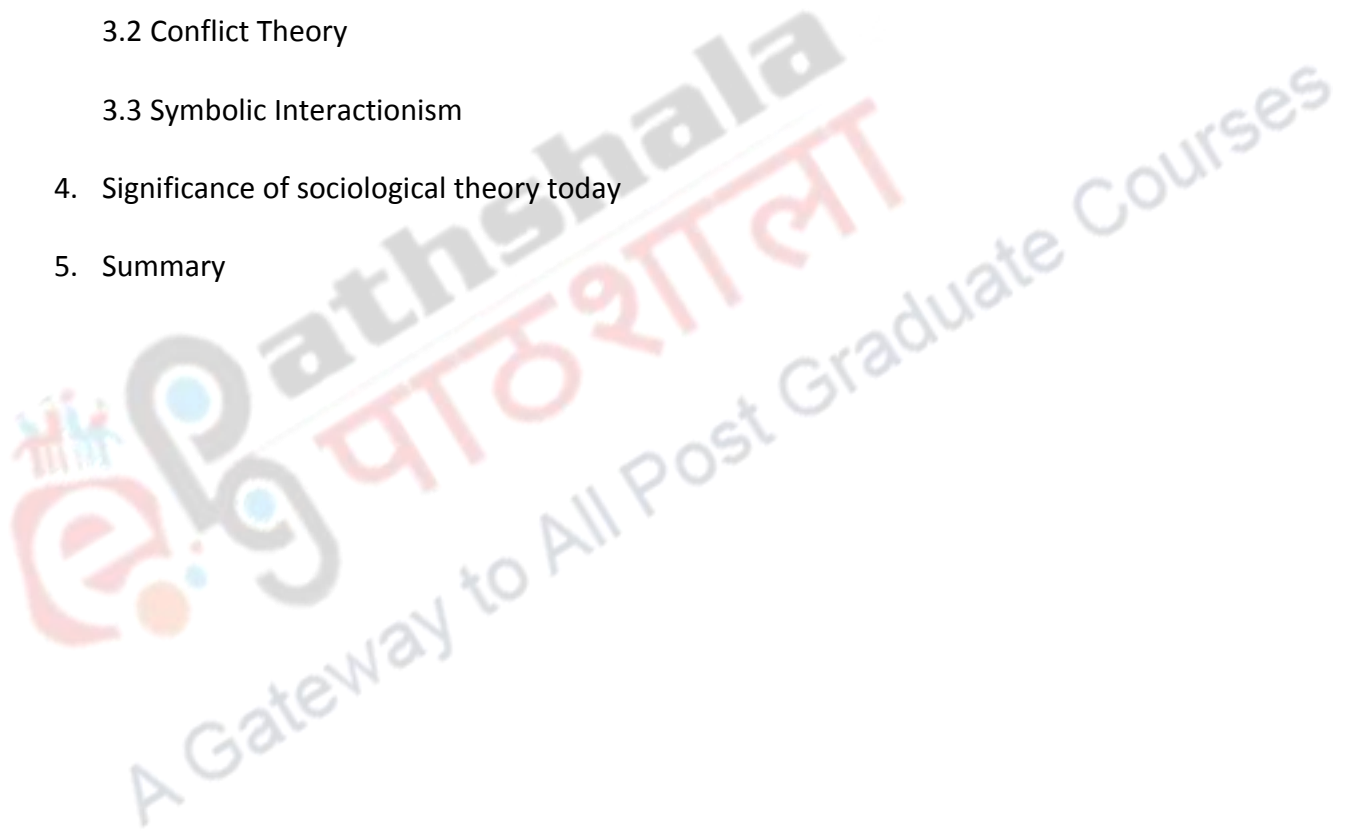 3.2 Conflict Theory
3.3 Symbolic Interactionism
4. Significance of sociological theory today
5. Summary
ePGpathshala
पाठशाला
A Gateway to All Post Graduate Courses